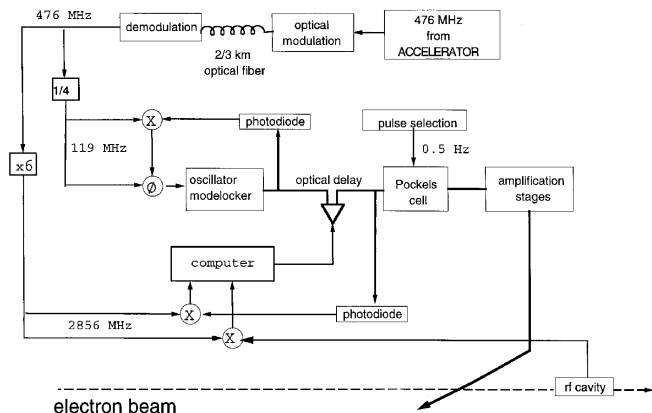 476 MHz
demodulation
optical
modulation
476 MHz
from
ACCELERATOR
2/3 km
optical fiber
1/4
X
photodiode
pulse selection
119 MHz
0.5 Hz
x6
Ø
oscillator
modelocker
optical delay
Pockels
cell
amplification
stages
computer
X
photodiode
2856 MHz
X
rf cavity
electron beam